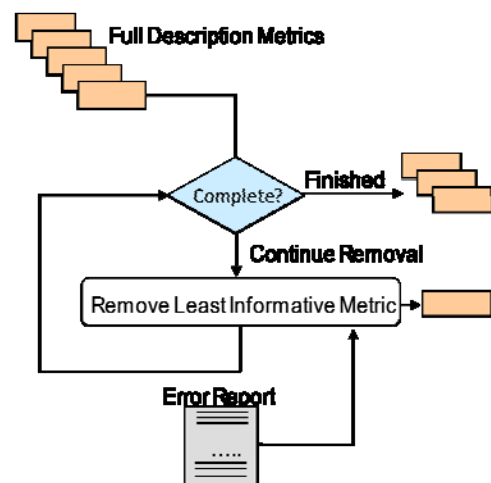 Full Description Metrics
Complete?
Finished
Continue Removal
Remove Least Informative Metric
Error Report
.....